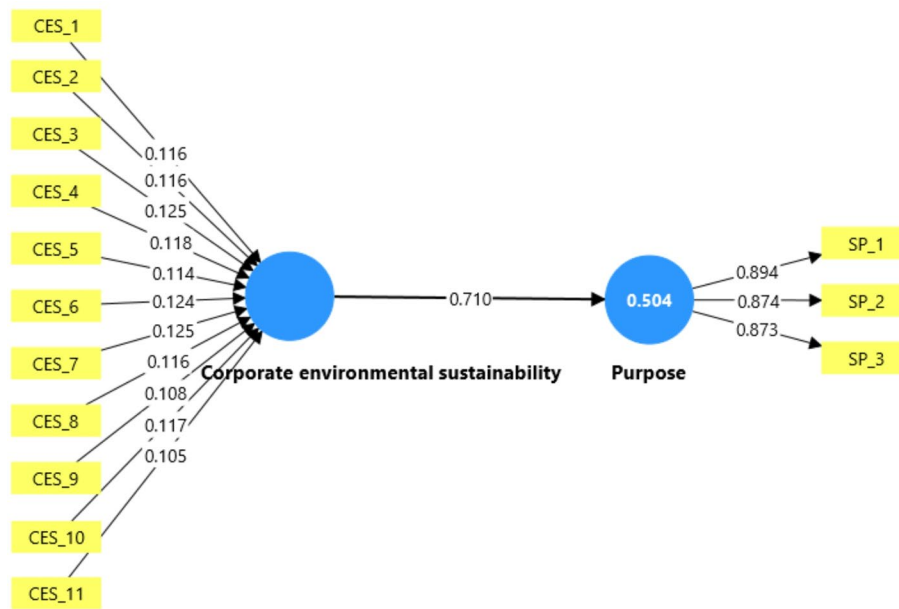 CES_1
CES_2
CES_3
CES_4
CES_5
CES_6
CES_7
CES_8
CES_9
CES_10
CES_11
0.116
0.116
0.125
0.118
0.114
0.124
0.125
0.116
0.108
0.117
0.105
Corporate environmental sustainability
0.710
0.504
Purpose
0.894
0.874
0.873
SP_1
SP_2
SP_3